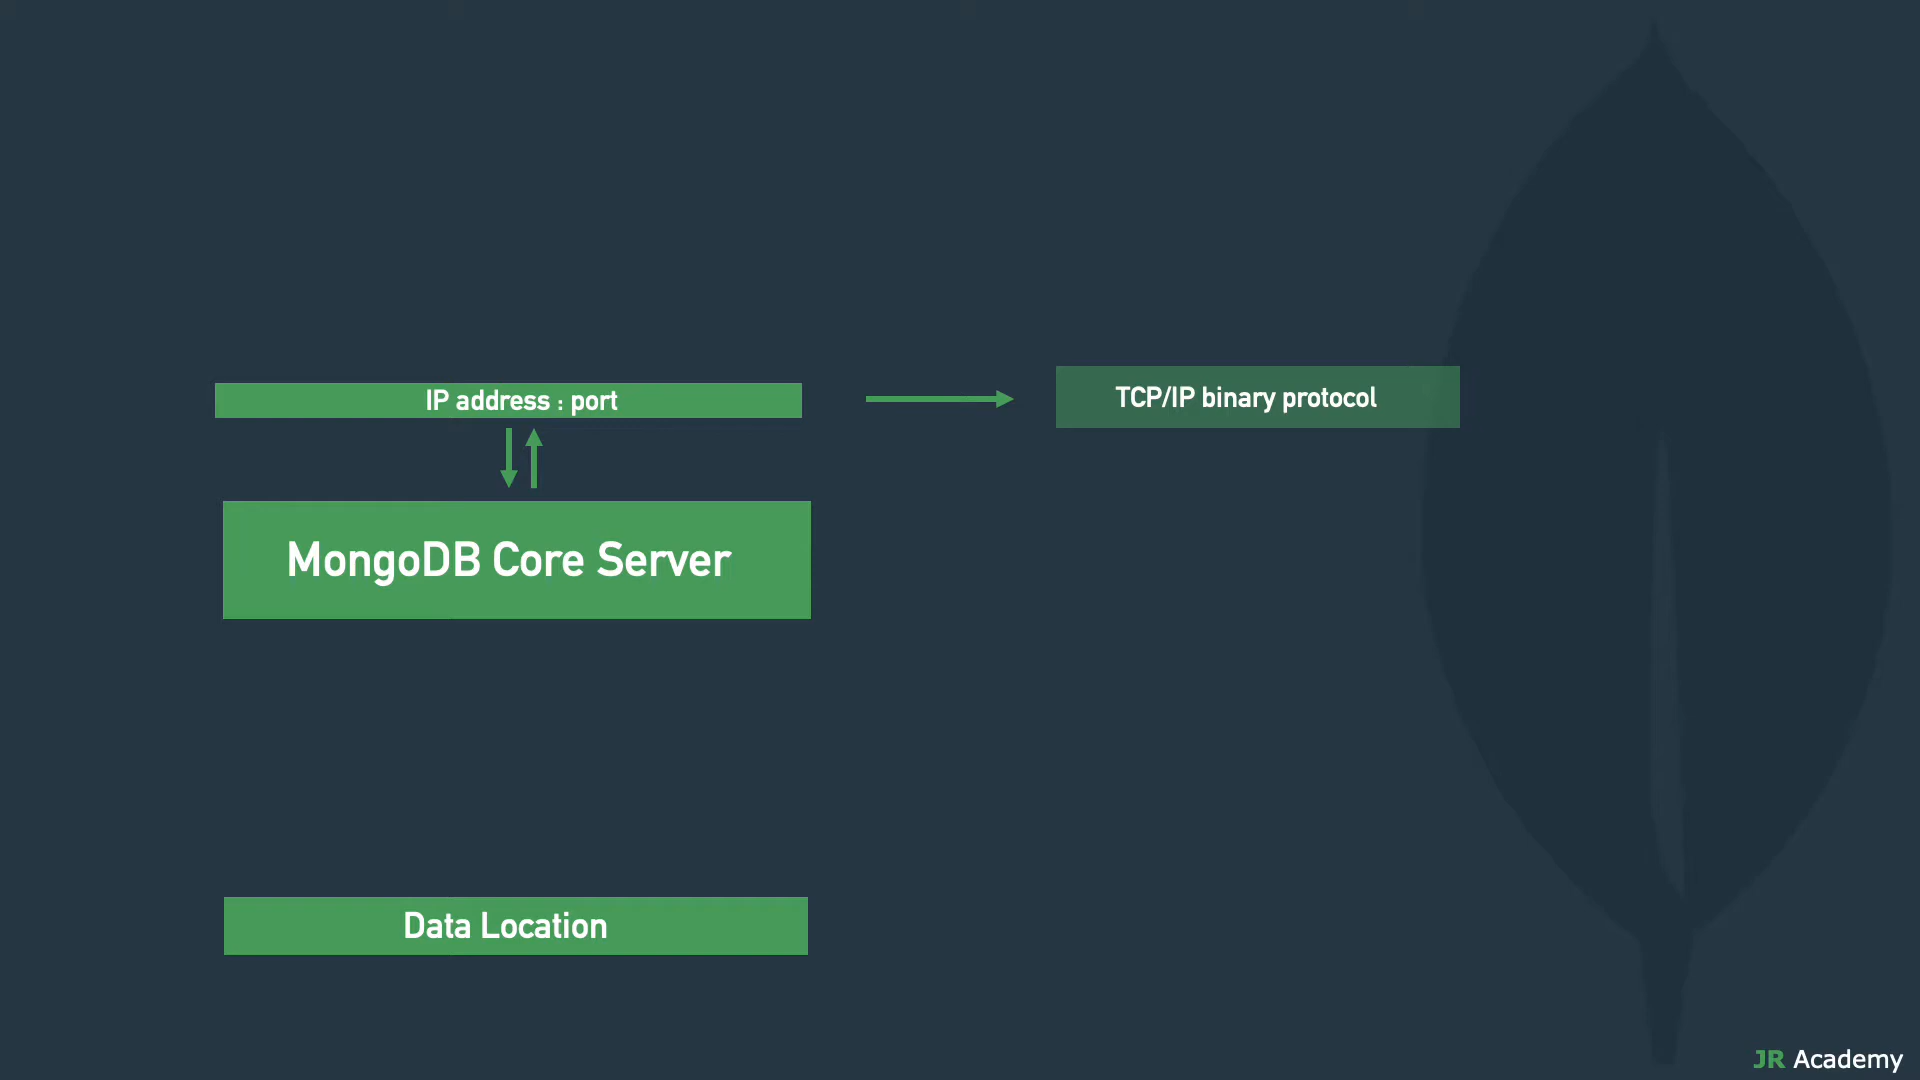 IP address : port
TCP/IP binary protocol
MongoDB Core Server
Data Location
JR Academy